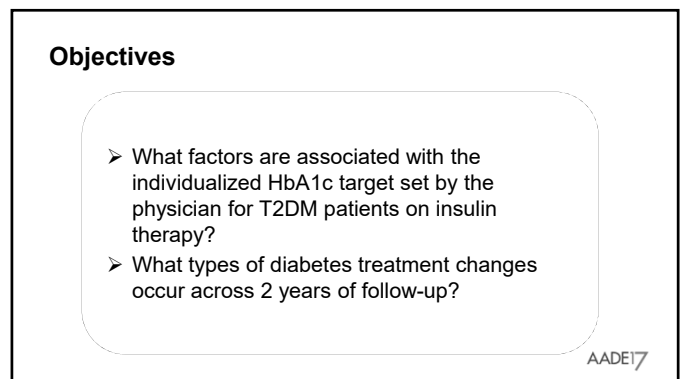 Objectives
➢ What factors are associated with the
individualized HbA1c target set by the
physician for T2DM patients on insulin
therapy?
➢ What types of diabetes treatment changes
occur across 2 years of follow-up?
AADE17